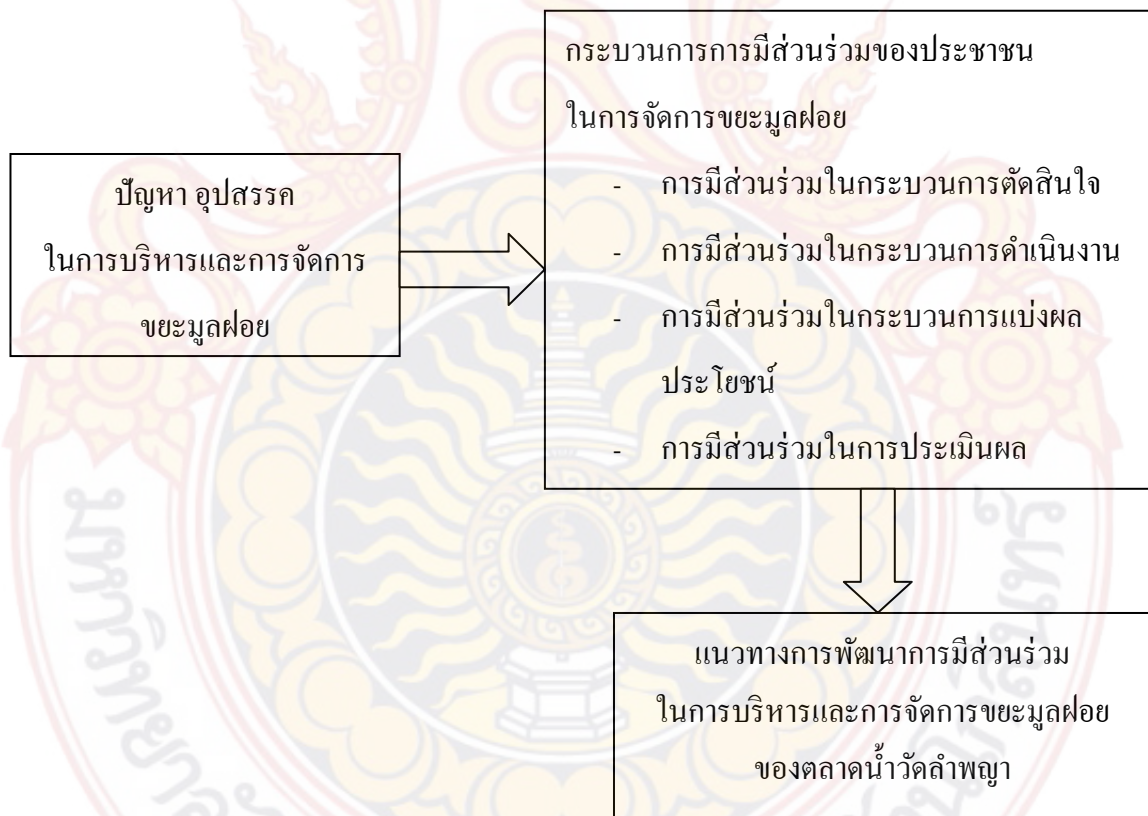 ปัญหา อุปสรรค
ในการบริหารและการจัดการ
ขยะมูลฝอย
กระบวนการการมีส่วนร่วมของประชาชน
ในการจัดการขยะมูลฝอย
- การมีส่วนร่วมในกระบวนการตัดสินใจ
- การมีส่วนร่วมในกระบวนการดำเนินงาน
- การมีส่วนร่วมในกระบวนการแบ่งผล
ประโยชน์
- การมีส่วนร่วมในการประเมินผล
แนวทางการพัฒนาการมีส่วนร่วม
ในการบริหารและการจัดการขยะมูลฝอย
ของตลาดน้ำวัดลำพญา